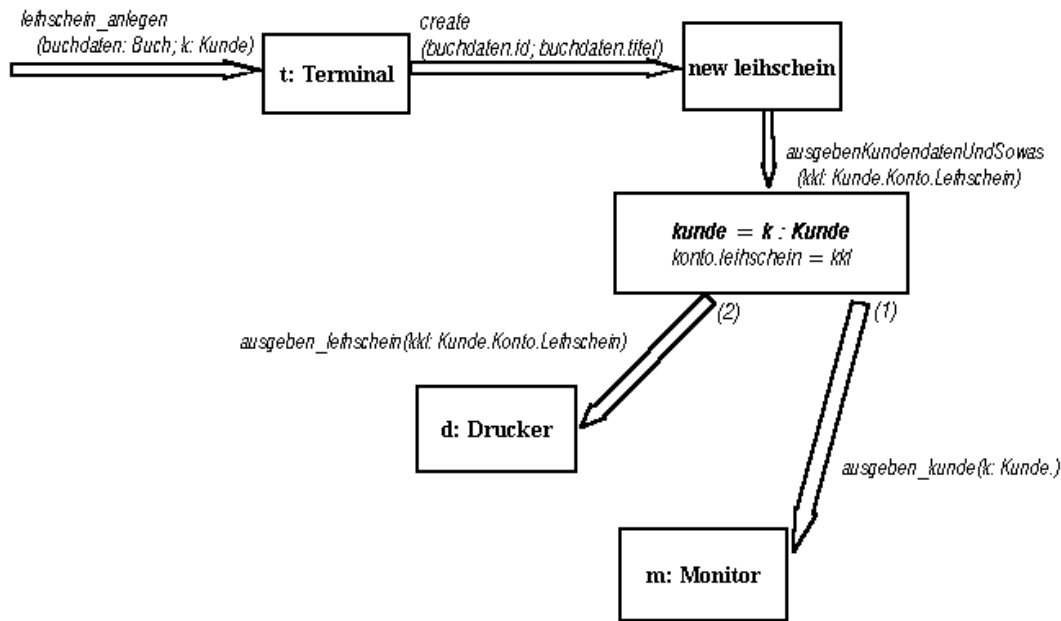 leihschein_anlegen
(buchdaten: Buch; k: Kunde)
t: Terminal
create
(buchdaten.id; buchdaten.titel)
new leihschein
ausgebenKundendatenUndSowas
(kkl: Kunde.Konto.Leihschein)
kunde = k : Kunde
konto.leihschein = kkl
(2)
(1)
ausgeben_leihschein(kkl: Kunde.Konto.Leihschein)
d: Drucker
ausgeben_kunde(k: Kunde.)
m: Monitor